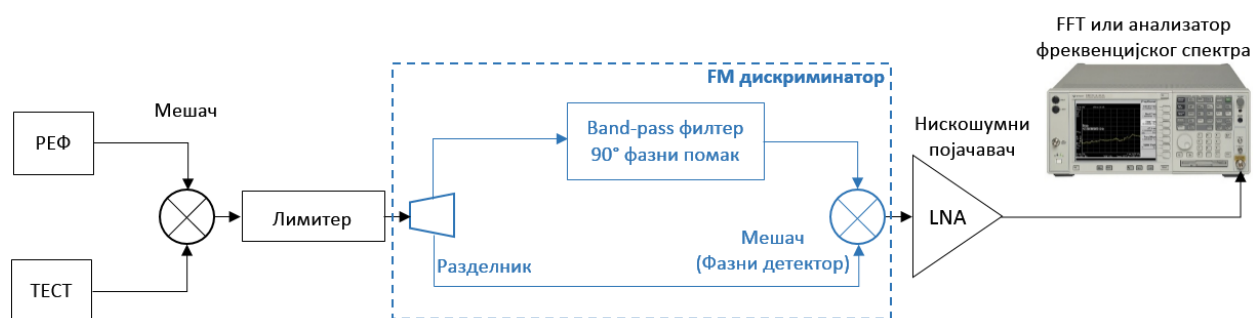 FFT или анализатор
фреквенцијског спектра
FM дискриминатор
Мешач
РЕФ
Band-pass филтер
90° фазни помак
Нискошумни
појачавач
Лимитер
LNA
Мешач
(Фазни детектор)
Разделник
ТЕСТ